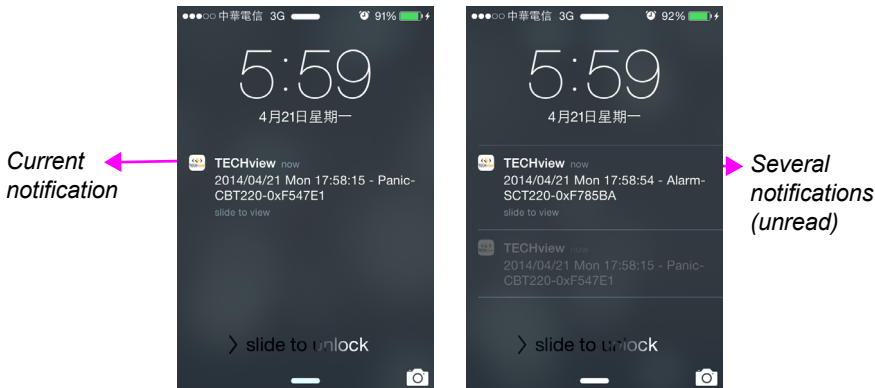 Current
notification
中華電信 3G 91%
5:59
4月21日星期一
TECHview now
2014/04/21 Mon 17:58:15 - Panic-
CBT220-0xF547E1
slide to view
slide to unlock
中華電信 3G 92%
5:59
4月21日星期一
TECHview now
2014/04/21 Mon 17:58:54 - Alarm-
SCT220-0xF785BA
slide to view
TECHview now
2014/04/21 Mon 17:58:15 - Panic-
CBT220-0xF547E1
slide to unlock
Several
notifications
(unread)